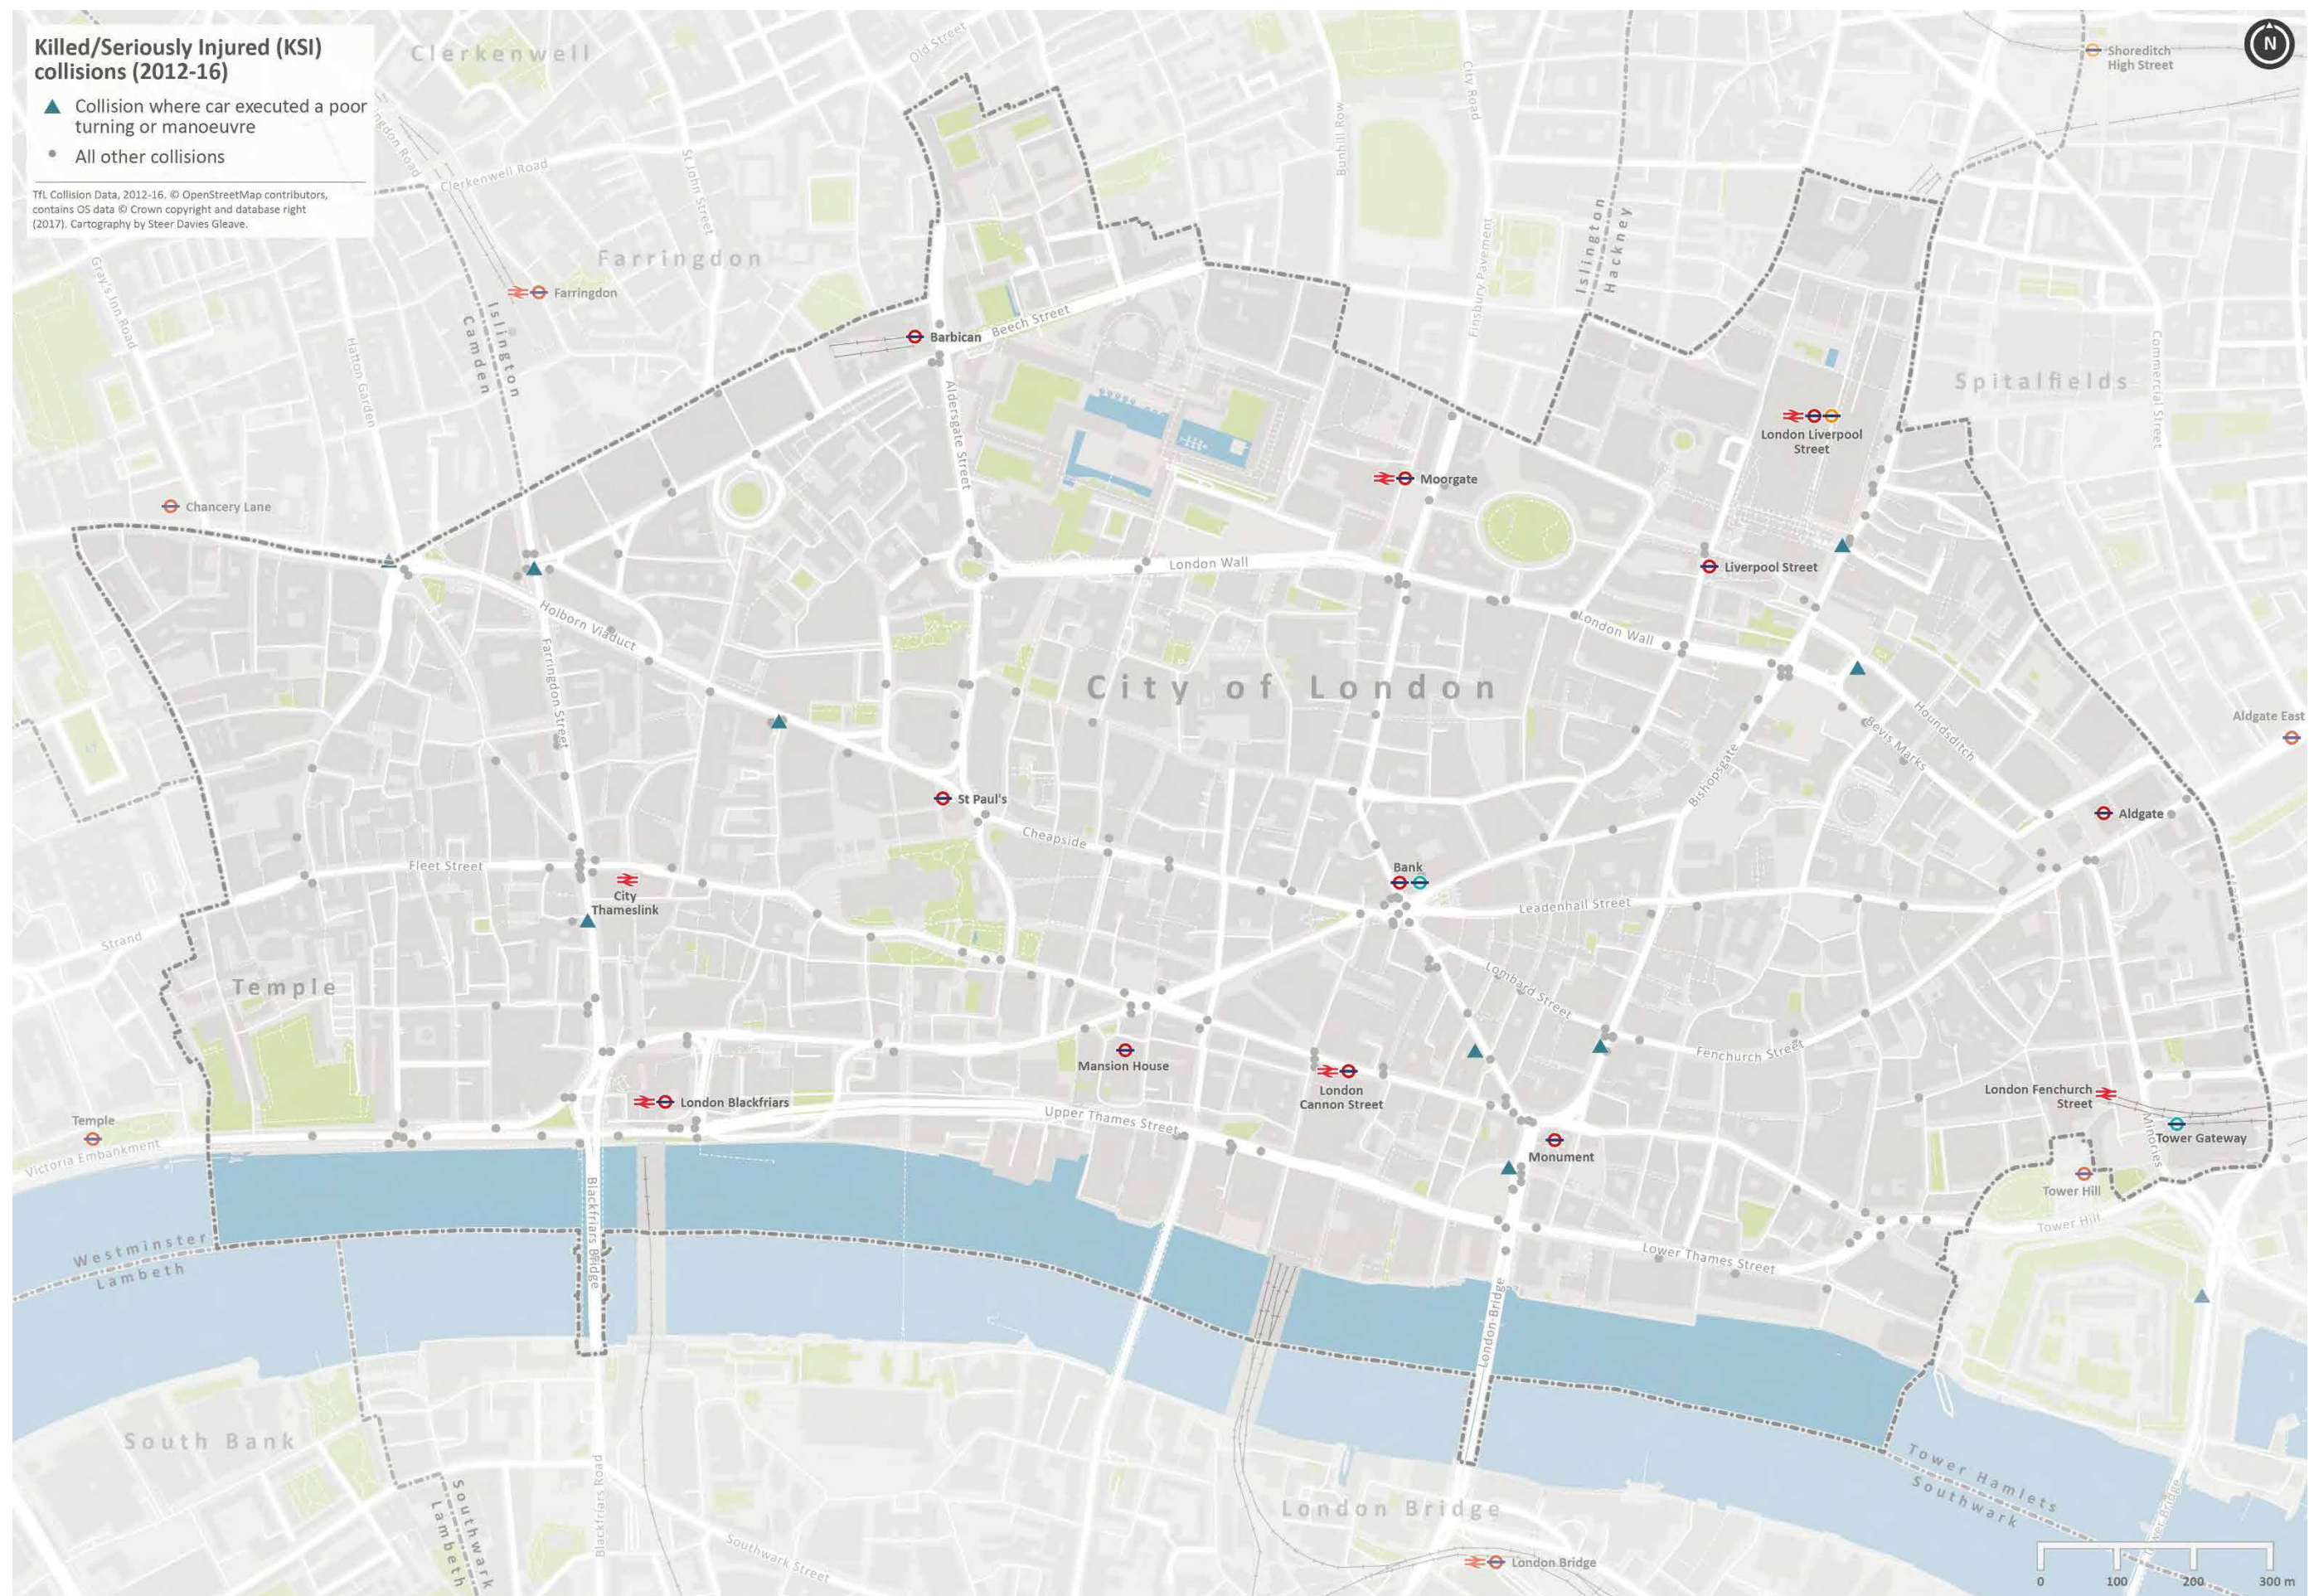 Killed/Seriously Injured (KSI)
collisions (2012-16)
Collision where car executed a poor
turning or manoeuvre
All other collisions
TfL Collision Data, 2012-16. © OpenStreetMap contributors,
contains OS data © Crown copyright and database right
(2017). Cartography by Steer Davies Gleave.
N
Clerkenwell
Old Street
City Road
Shoreditch
High Street
Bunhill Row
Clerkenwell Road
St John Street
Islington
Hackney
Farringdon
Finsbury Pavement
Gray's Inn Road
Farringdon
Islington
Camden
Hatton Garden
Barbican
Beech Street
Commercial Street
Spitalfields
Aldersgate Street
London Liverpool
Street
Moorgate
Chancery Lane
London Wall
Liverpool Street
Holborn Viaduct
London Wall
Farringdon Street
City of London
Houndsditch
Bevis Marks
Aldgate East
Bishopsgate
St Paul's
Aldgate
Cheapside
Fleet Street
Bank
City
Thameslink
Leadenhall Street
Strand
Temple
Lombard Street
Fenchurch Street
Mansion House
London
Cannon Street
London Fenchurch
Street
London Blackfriars
Upper Thames Street
Temple
Minories
Tower Gateway
Victoria Embankment
Monument
Tower Hill
Tower Hill
Blackfriars Bridge
Westminster
Lambeth
Lower Thames Street
London Bridge
South Bank
Tower Hamlets
Southwark
Southwark
Lambeth
Blackfriars Road
London Bridge
Southwark Street
London Bridge
0 100 200 300 m